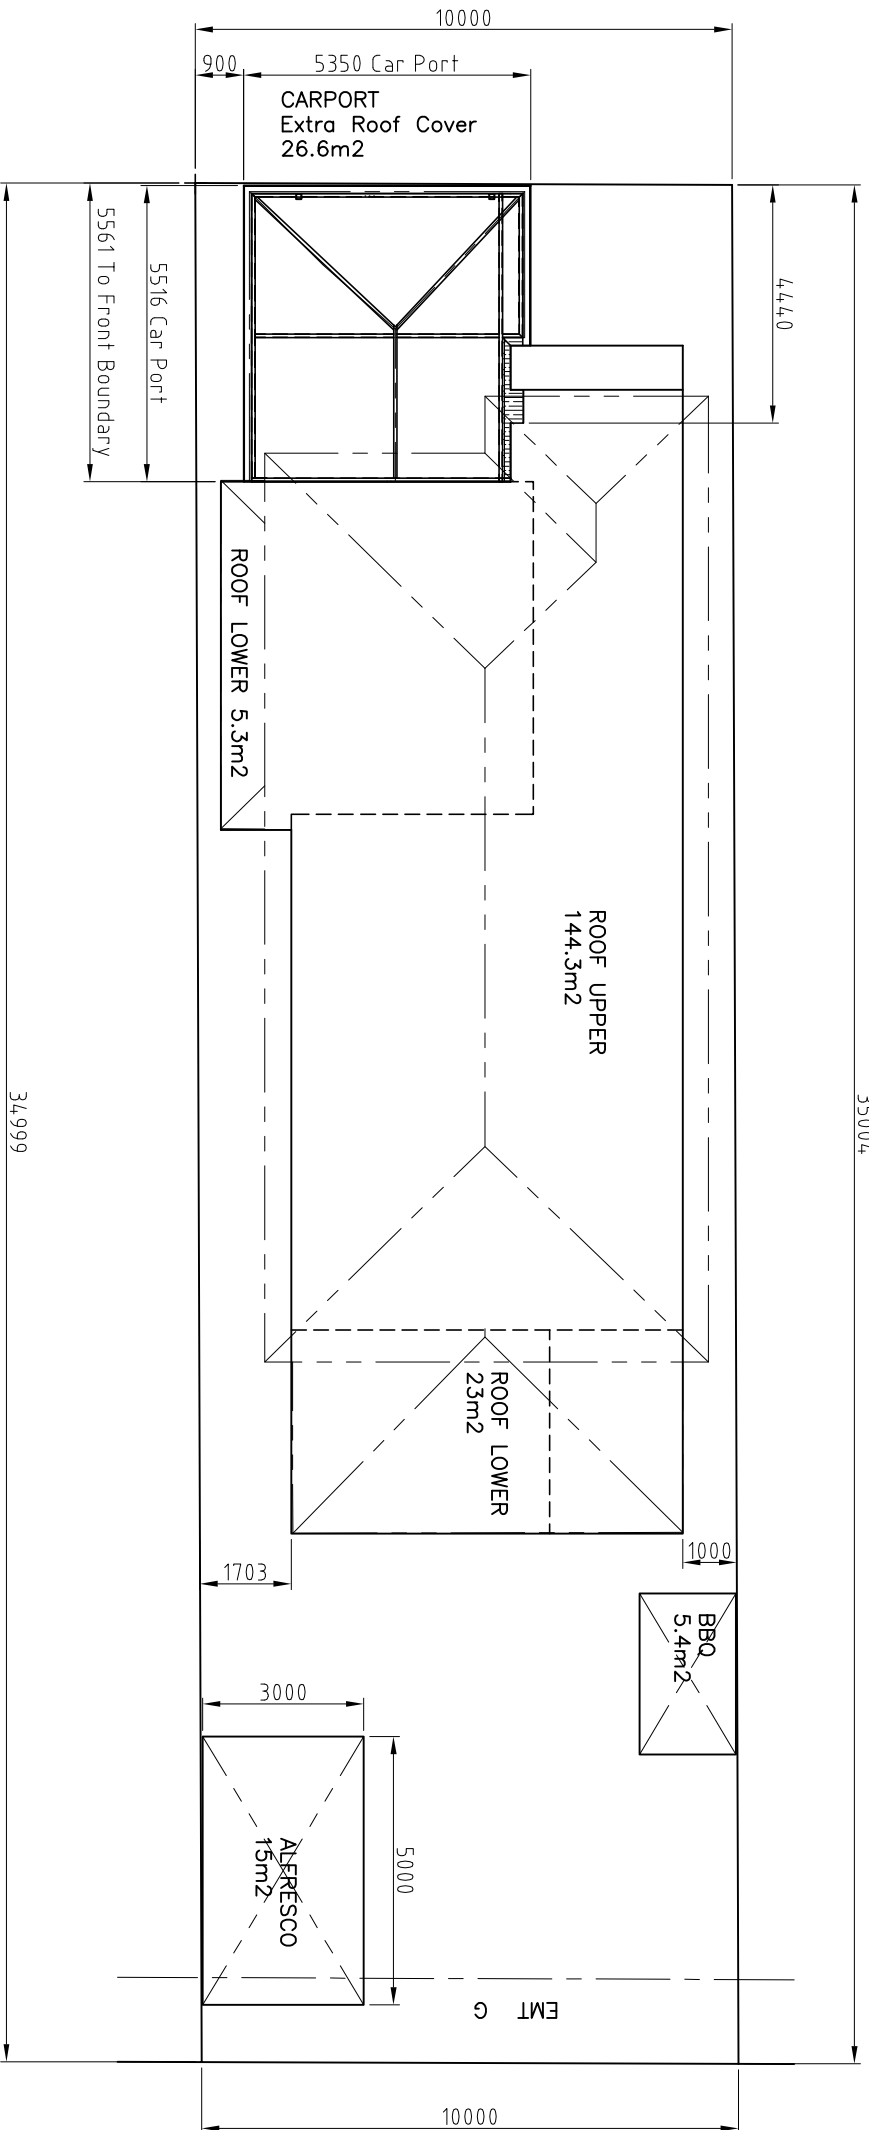 10000
900
5350 Car Port
CARPORT
Extra Roof Cover
26.6m2
5561 To Front Boundary
5516 Car Port
4440
ROOF LOWER 5.3m2
ROOF UPPER
144.3m2
34999
35004
ROOF LOWER
23m2
1000
1703
BBQ
5.4m2
3000
5000
ALFRESCO
15m2
EMT G
10000